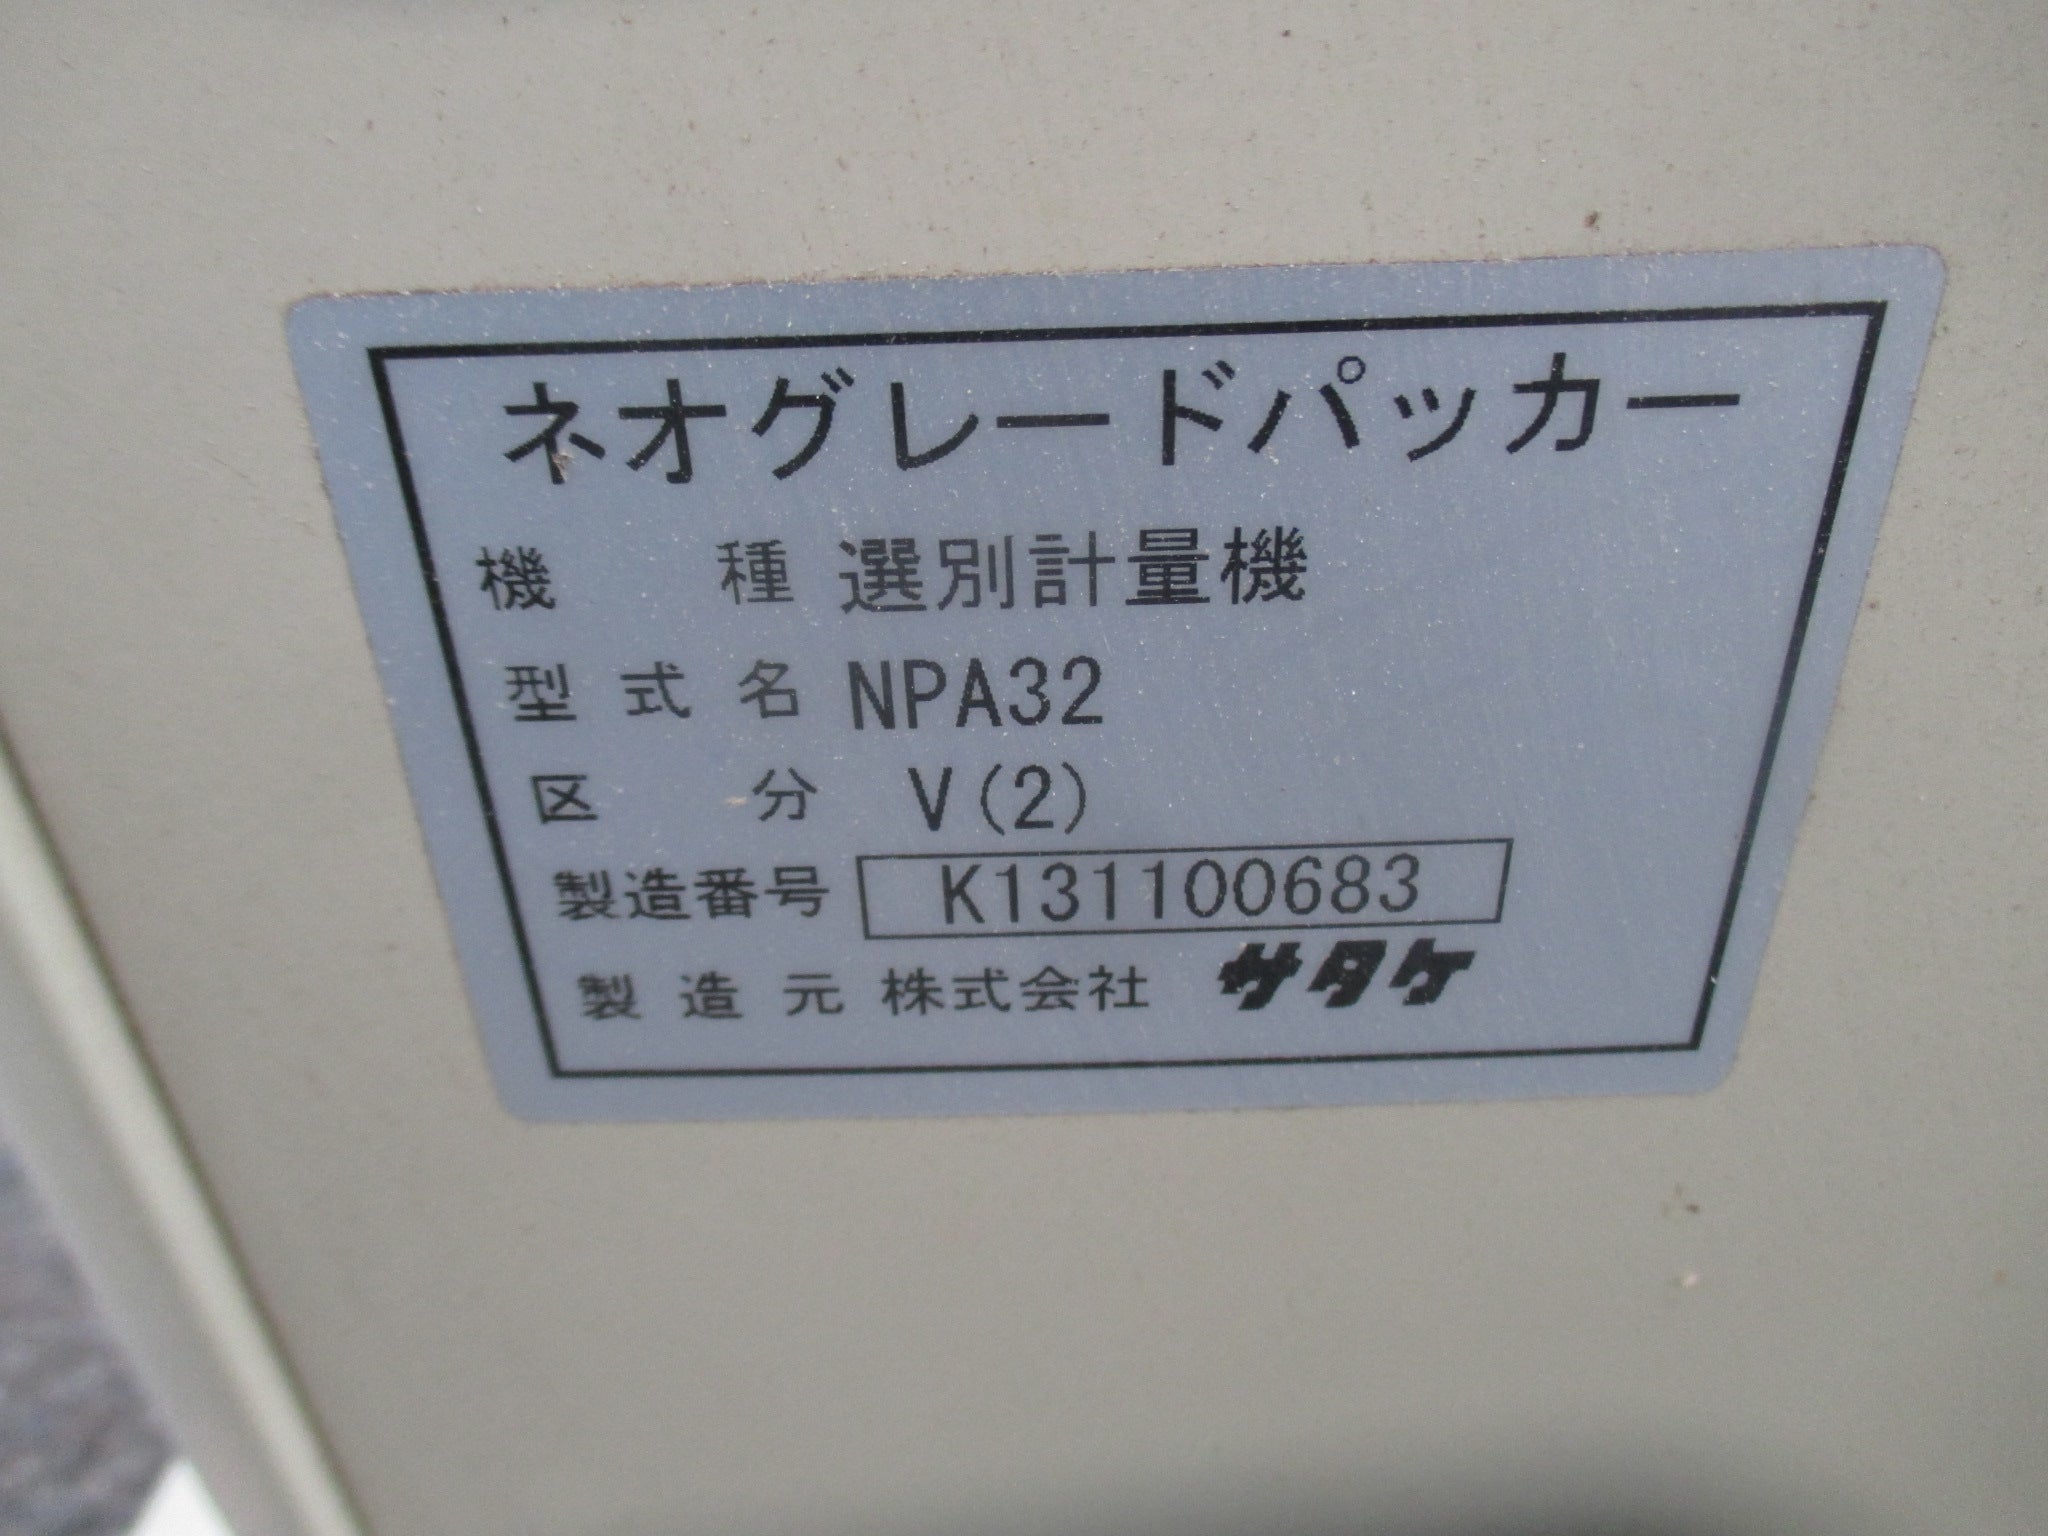 ネオグレードパッカー
機種 選別計量機
型式名 NPA32
区分 V(2)
製造番号 K131100683
製造元 株式会社 サタケ